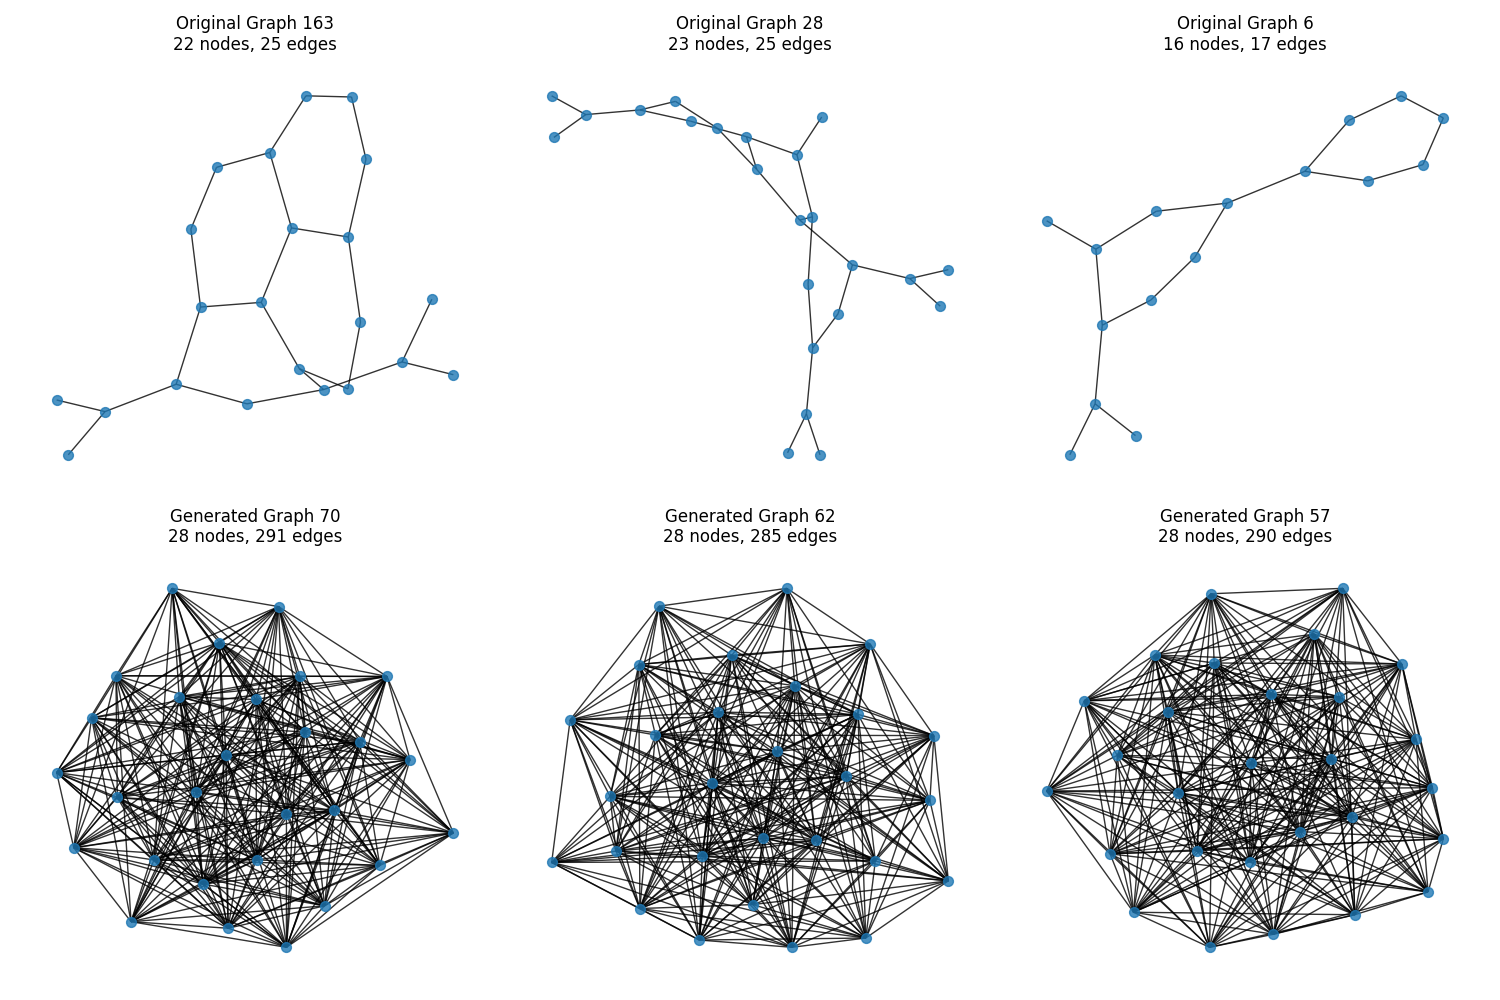 Original Graph 163
22 nodes, 25 edges
Original Graph 28
23 nodes, 25 edges
Original Graph 6
16 nodes, 17 edges
Generated Graph 70
28 nodes, 291 edges
Generated Graph 62
28 nodes, 285 edges
Generated Graph 57
28 nodes, 290 edges